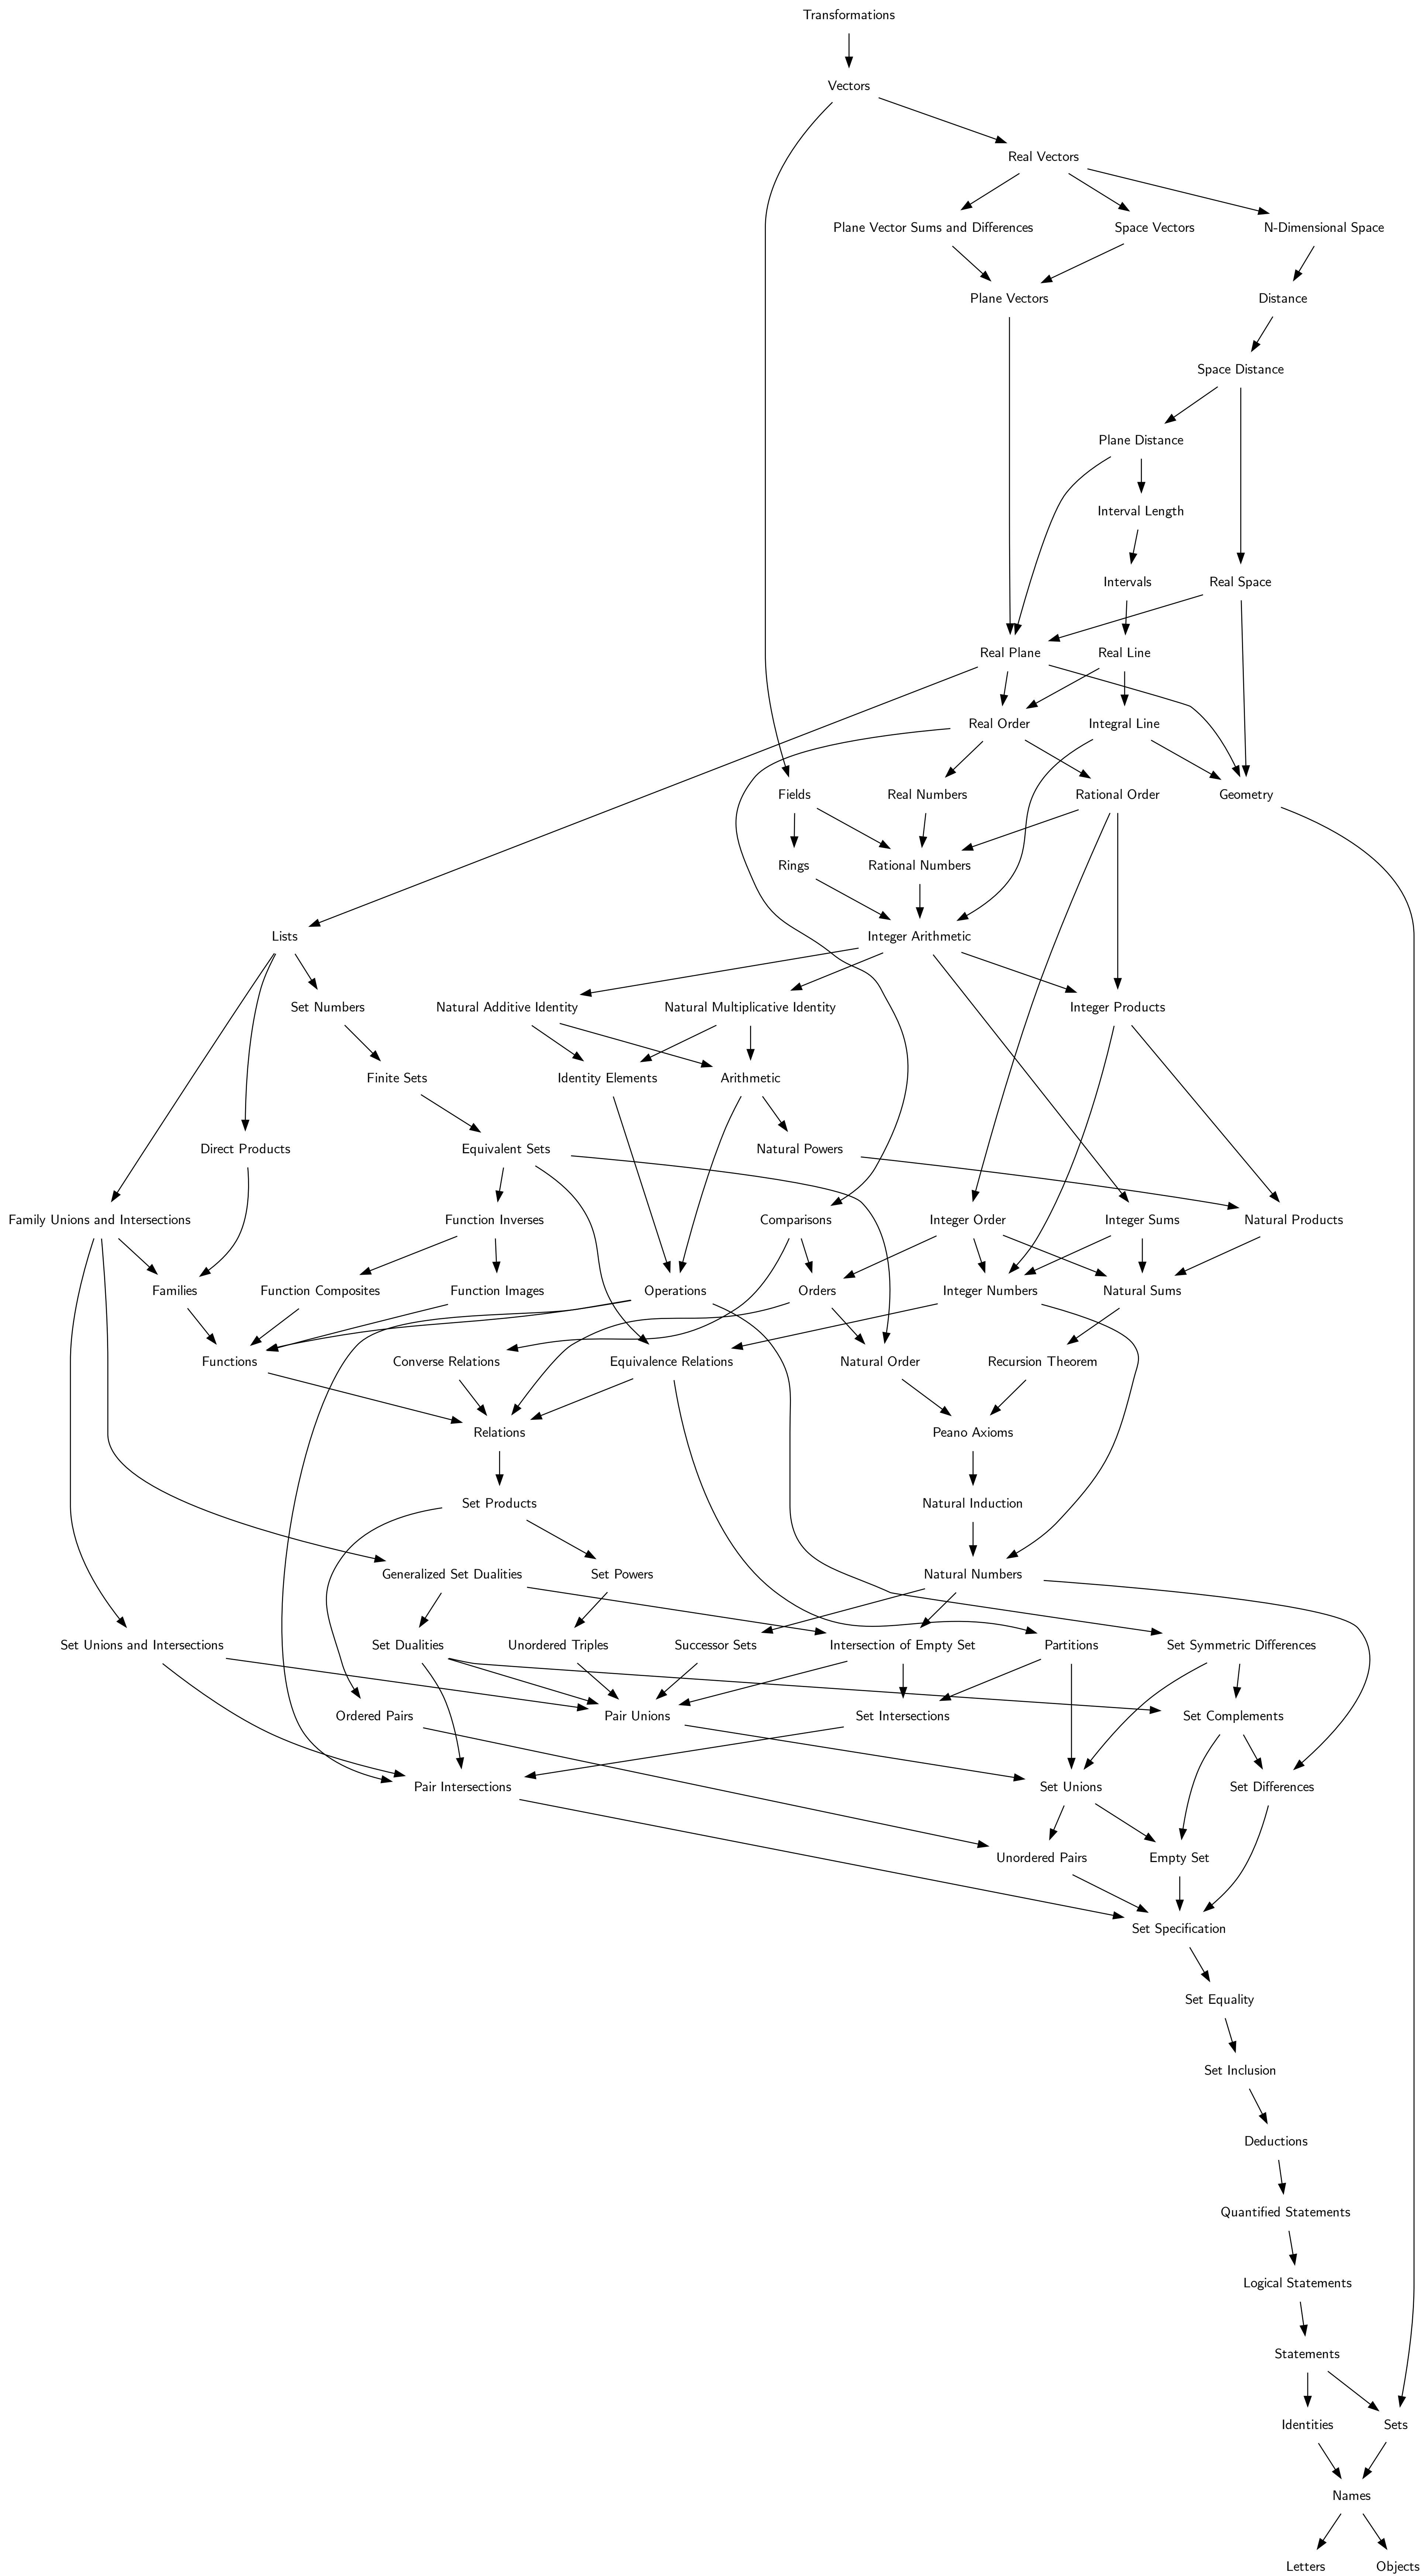 Transformations
Vectors
Real Vectors
Plane Vector Sums and Differences
Space Vectors
N-Dimensional Space
Plane Vectors
Distance
Space Distance
Plane Distance
Interval Length
Intervals
Real Space
Real Plane
Real Line
Real Order
Integral Line
Fields
Real Numbers
Rational Order
Geometry
Rings
Rational Numbers
Lists
Integer Arithmetic
Set Numbers
Natural Additive Identity
Natural Multiplicative Identity
Integer Products
Finite Sets
Identity Elements
Arithmetic
Direct Products
Equivalent Sets
Natural Powers
Family Unions and Intersections
Function Inverses
Comparisons
Integer Order
Integer Sums
Natural Products
Families
Function Composites
Function Images
Operations
Orders
Integer Numbers
Natural Sums
Functions
Converse Relations
Equivalence Relations
Natural Order
Recursion Theorem
Relations
Peano Axioms
Set Products
Natural Induction
Generalized Set Dualities
Set Powers
Natural Numbers
Set Unions and Intersections
Set Dualities
Unordered Triples
Successor Sets
Intersection of Empty Set
Partitions
Set Symmetric Differences
Ordered Pairs
Pair Unions
Set Intersections
Set Complements
Pair Intersections
Set Unions
Set Differences
Unordered Pairs
Empty Set
Set Specification
Set Equality
Set Inclusion
Deductions
Quantified Statements
Logical Statements
Statements
Identities
Sets
Names
Letters
Objects